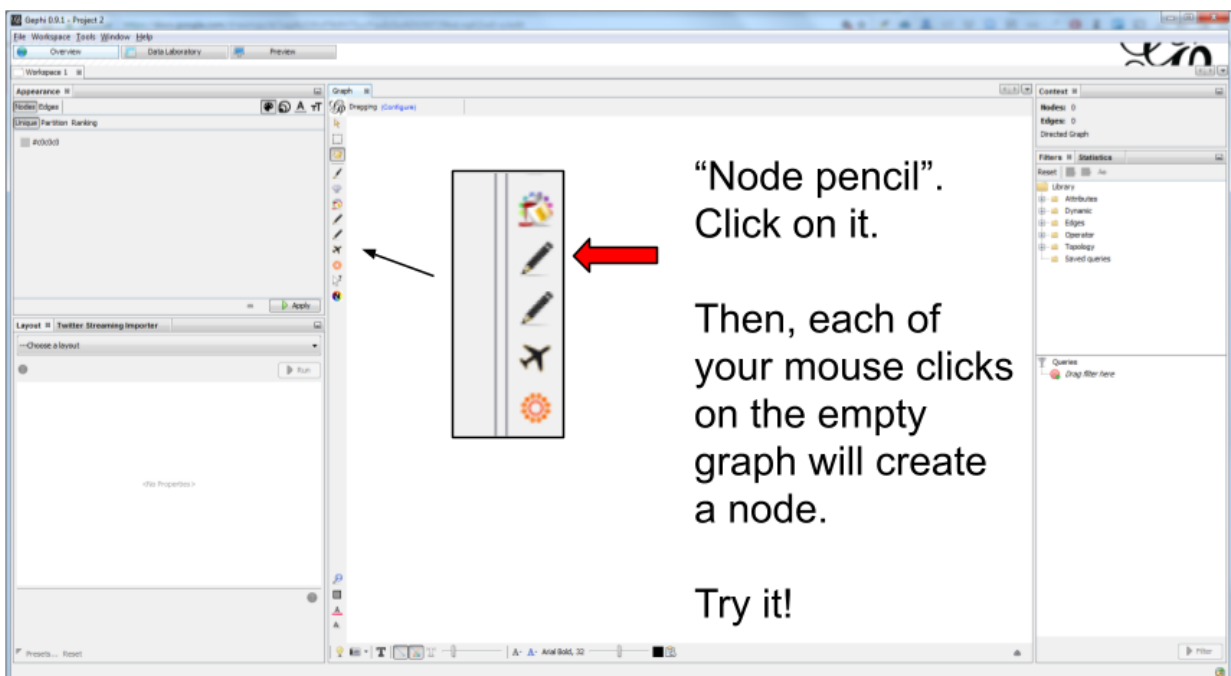 Gephi 0.9.1 - Project 2
File Workspace Tools Window Help
Overview Data Laboratory Preview
Workspace 1
Appearance
Nodes Edges
Unique Partition Ranking
#c0c0c0
Apply
Layout Twitter Streaming Importer
---Choose a layout
Run
<No Properties>
Presets... Reset
Graph
Dragging (Configure)
“Node pencil”.
Click on it.
Then, each of
your mouse clicks
on the empty
graph will create
a node.
Try it!
A- A- Arial Bold, 32
Context
Nodes: 0
Edges: 0
Directed Graph
Filters Statistics
Reset
Library
Attributes
Dynamic
Edges
Operator
Topology
Saved queries
Queries
Drag filter here
Filter